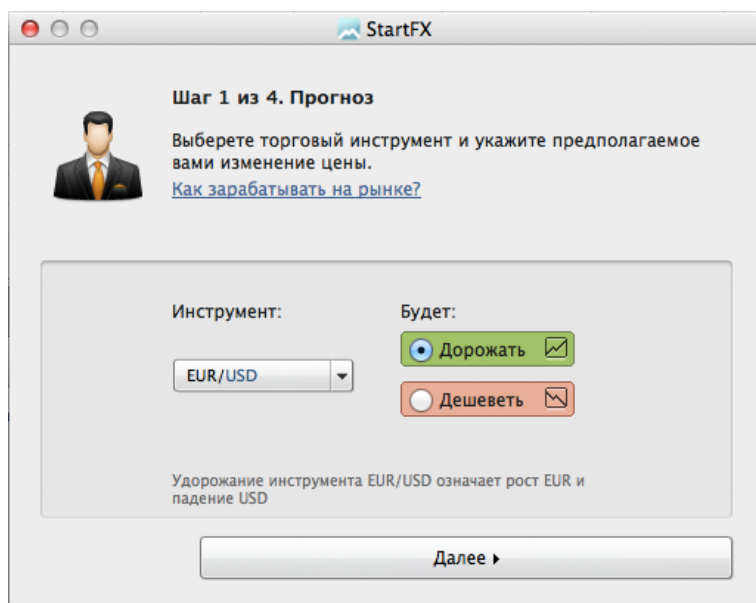 StartFX
Шаг 1 из 4. Прогноз
Выберете торговый инструмент и укажите предполагаемое
вами изменение цены.
Как зарабатывать на рынке?
Инструмент:
EUR/USD
Будет:
Дорожать
Дешеветь
Удорожание инструмента EUR/USD означает рост EUR и
падение USD
Далее